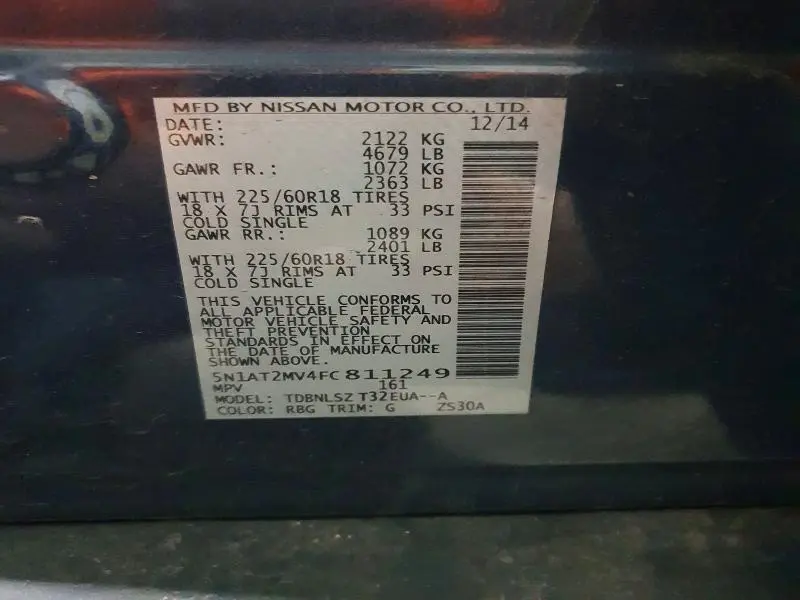 MFD BY NISSAN MOTOR CO., LTD.
DATE: 12/14
GVWR: 2122 KG
4679 LB
GAWR FR.: 1072 KG
2363 LB
WITH 225/60R18 TIRES
18 X 7J RIMS AT 33 PSI
COLD SINGLE
GAWR RR.: 1089 KG
2401 LB
WITH 225/60R18 TIRES
18 X 7J RIMS AT 33 PSI
COLD SINGLE
THIS VEHICLE CONFORMS TO
ALL APPLICABLE FEDERAL
MOTOR VEHICLE SAFETY AND
THEFT PREVENTION
STANDARDS IN EFFECT ON
THE DATE OF MANUFACTURE
SHOWN ABOVE.
5N1AT2MV4FC811249
MPV 161
MODEL: TDBNLSZ T32EUA--A
COLOR: RBG TRIM: G ZS30A